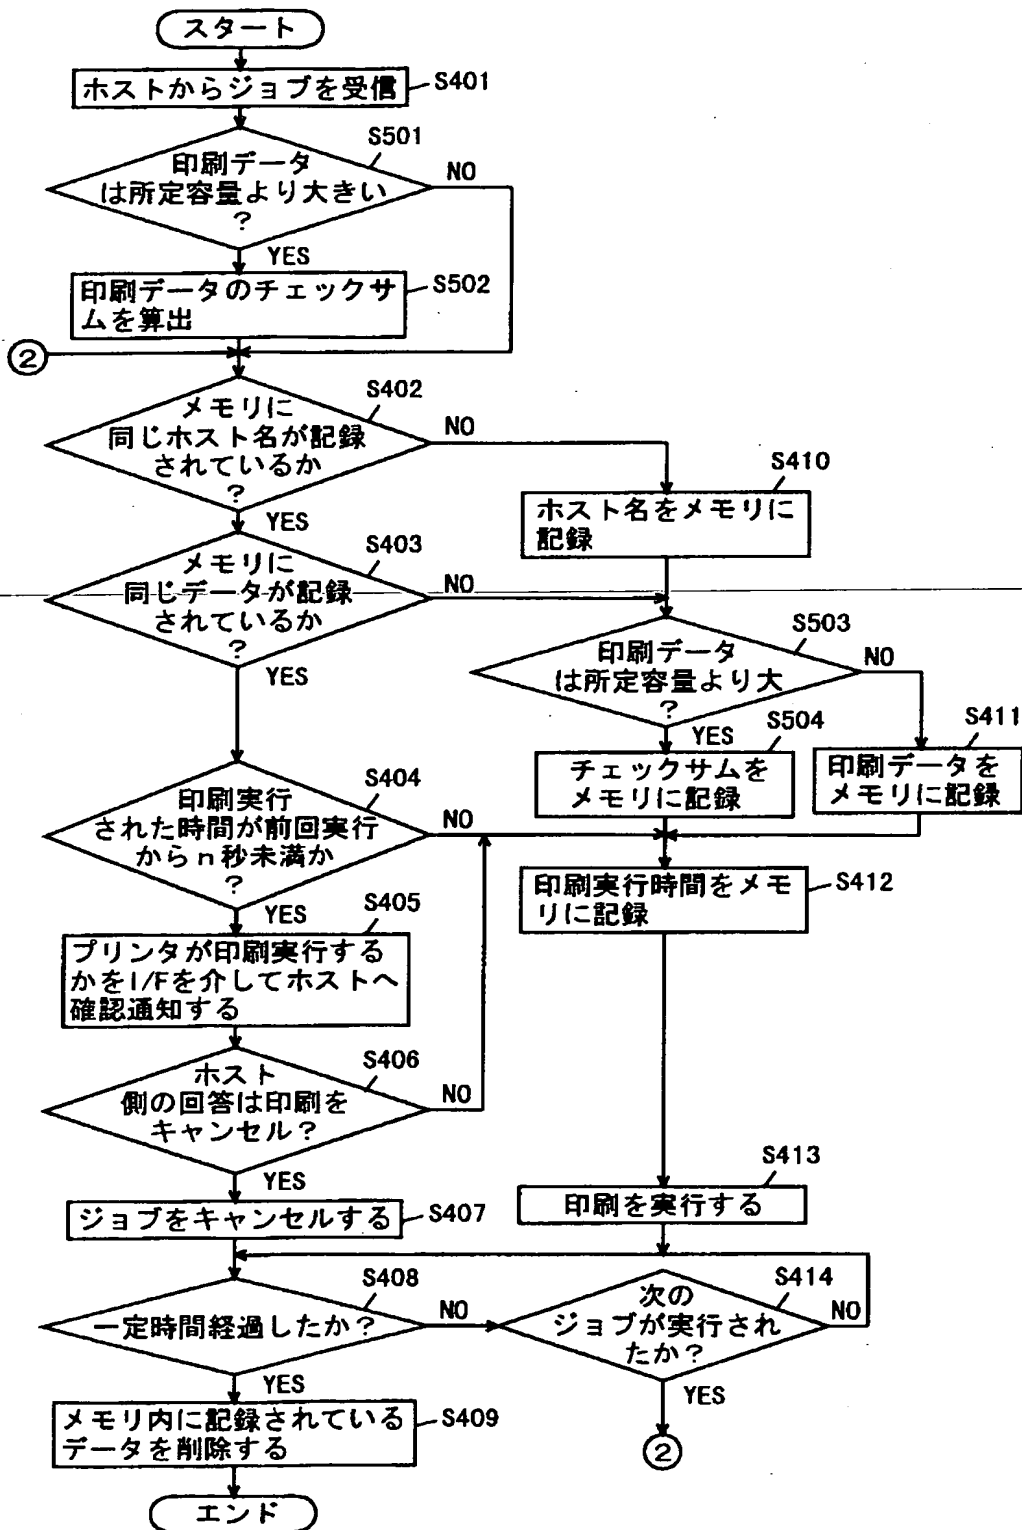 スタート
ホストからジョブを受信
S401
S501
印刷データ
は所定容量より大きい
?
NO
YES
印刷データのチェックサ
ムを算出
S502
②
S402
メモリに
同じホスト名が記録
されているか
?
NO
YES
S410
ホスト名をメモリに
記録
S403
メモリに
同じデータが記録
されているか
?
NO
YES
S503
印刷データ
は所定容量より大
?
NO
YES
S504
チェックサムを
メモリに記録
S411
印刷データを
メモリに記録
S404
印刷実行
された時間が前回実行
からn秒未満か
?
NO
YES
印刷実行時間をメモ
リに記録
S412
S405
プリンタが印刷実行する
かをI/Fを介してホストへ
確認通知する
S406
ホスト
側の回答は印刷を
キャンセル?
NO
YES
ジョブをキャンセルする
S407
S413
印刷を実行する
S408
一定時間経過したか?
NO
YES
S414
次の
ジョブが実行され
たか?
NO
YES
②
メモリ内に記録されている
データを削除する
S409
エンド